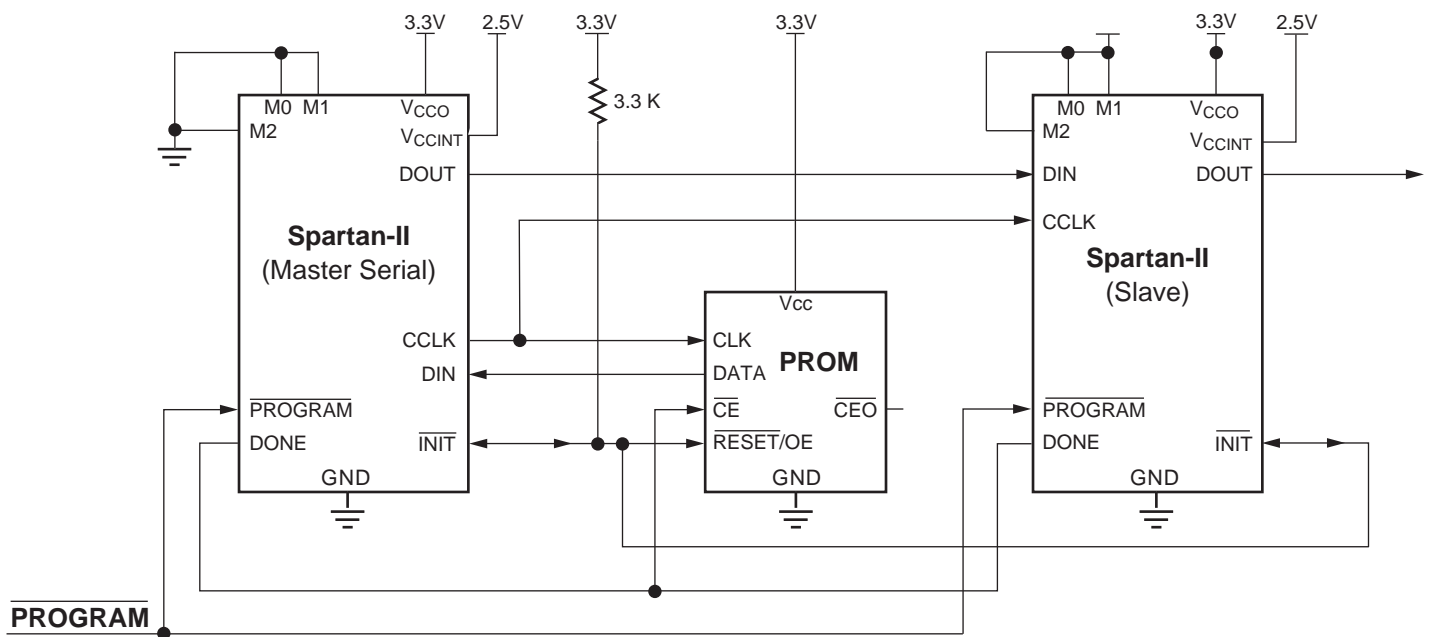 3.3V 2.5V 3.3V 3.3V 3.3V 2.5V
M0 M1 VCCO
M2
VCCINT
DOUT
Spartan-II
(Master Serial)
CCLK
DIN
PROGRAM
DONE
INIT
GND
3.3 K
Vcc
CLK
PROM
DATA
CE
CEO
RESET/OE
GND
M0 M1 VCCO
M2
VCCINT
DIN
DOUT
CCLK
Spartan-II
(Slave)
PROGRAM
DONE
INIT
GND
PROGRAM